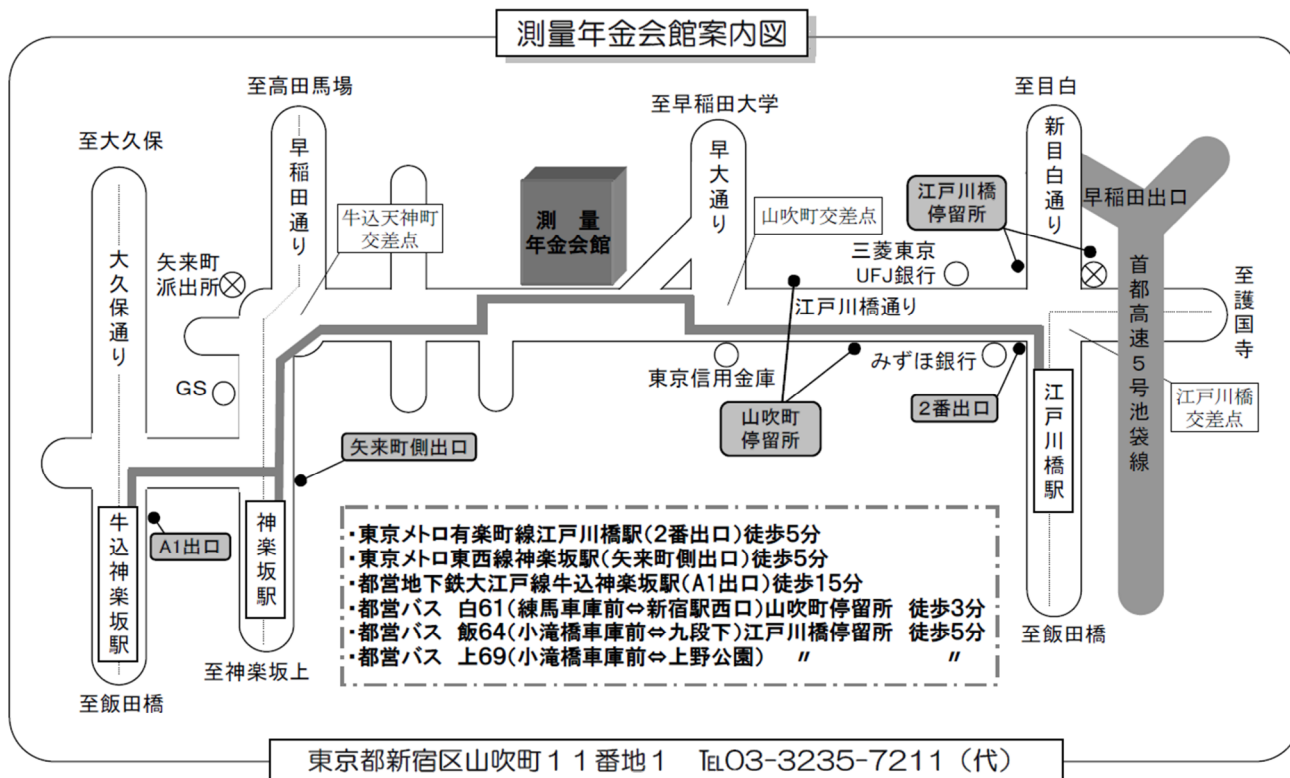 測量年金会館案内図
至高田馬場
至早稲田大学
至目白
至大久保
早稲田通り
早大通り
新目白通り
江戸川橋
停留所
早稲田出口
牛込天神町
交差点
測 量
年金会館
山吹町交差点
大久保通り
矢来町
派出所
三菱東京
UFJ銀行
首都高速5号池袋線
至護国寺
江戸川橋通り
GS
東京信用金庫
みずほ銀行
山吹町
停留所
2番出口
江戸川橋駅
江戸川橋
交差点
矢来町側出口
牛込神楽坂駅
A1出口
神楽坂駅
・東京メトロ有楽町線江戸川橋駅(2番出口)徒歩5分
・東京メトロ東西線神楽坂駅(矢来町側出口)徒歩5分
・都営地下鉄大江戸線牛込神楽坂駅(A1出口)徒歩15分
・都営バス 白61(練馬車庫前⇔新宿駅西口)山吹町停留所 徒歩3分
・都営バス 飯64(小滝橋車庫前⇔九段下)江戸川橋停留所 徒歩5分
・都営バス 上69(小滝橋車庫前⇔上野公園) 〃 〃
至飯田橋
至神楽坂上
至飯田橋
東京都新宿区山吹町11番地1 ℡03-3235-7211(代)